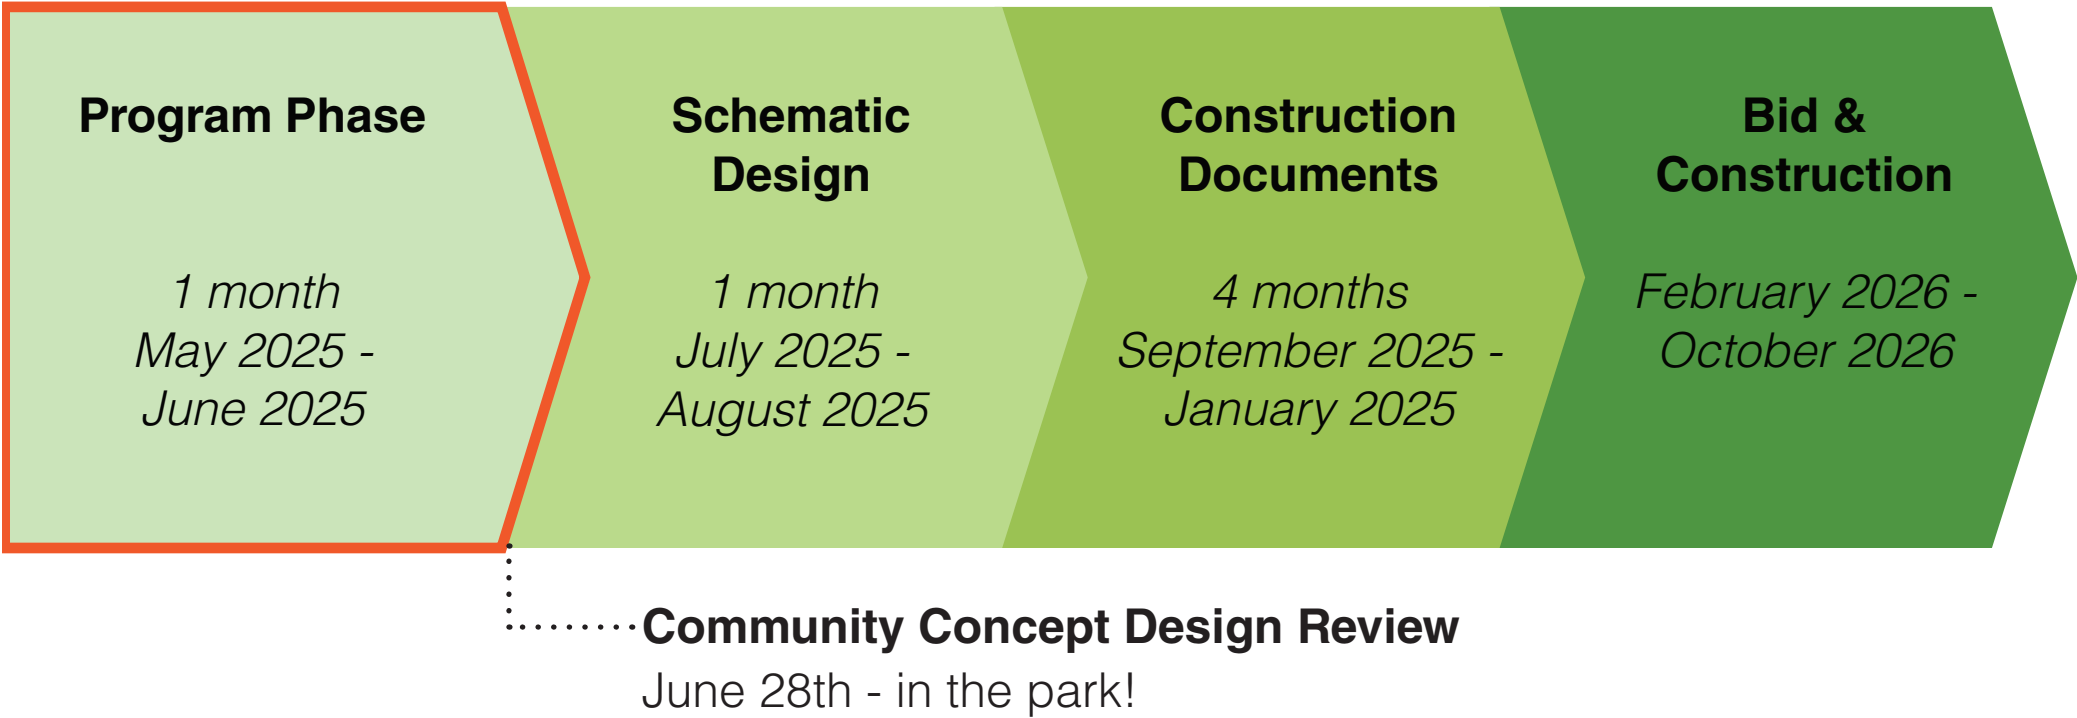 Program Phase
1 month
May 2025 -
June 2025
Schematic
Design
1 month
July 2025 -
August 2025
Construction
Documents
4 months
September 2025 -
January 2025
Bid &
Construction
February 2026 -
October 2026
Community Concept Design Review
June 28th - in the park!